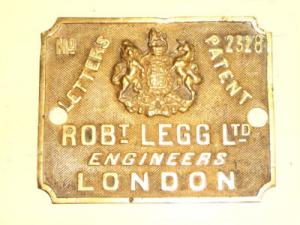 No 2328
LETTERS PATENT
ROBT LEGG LTD
ENGINEERS
LONDON